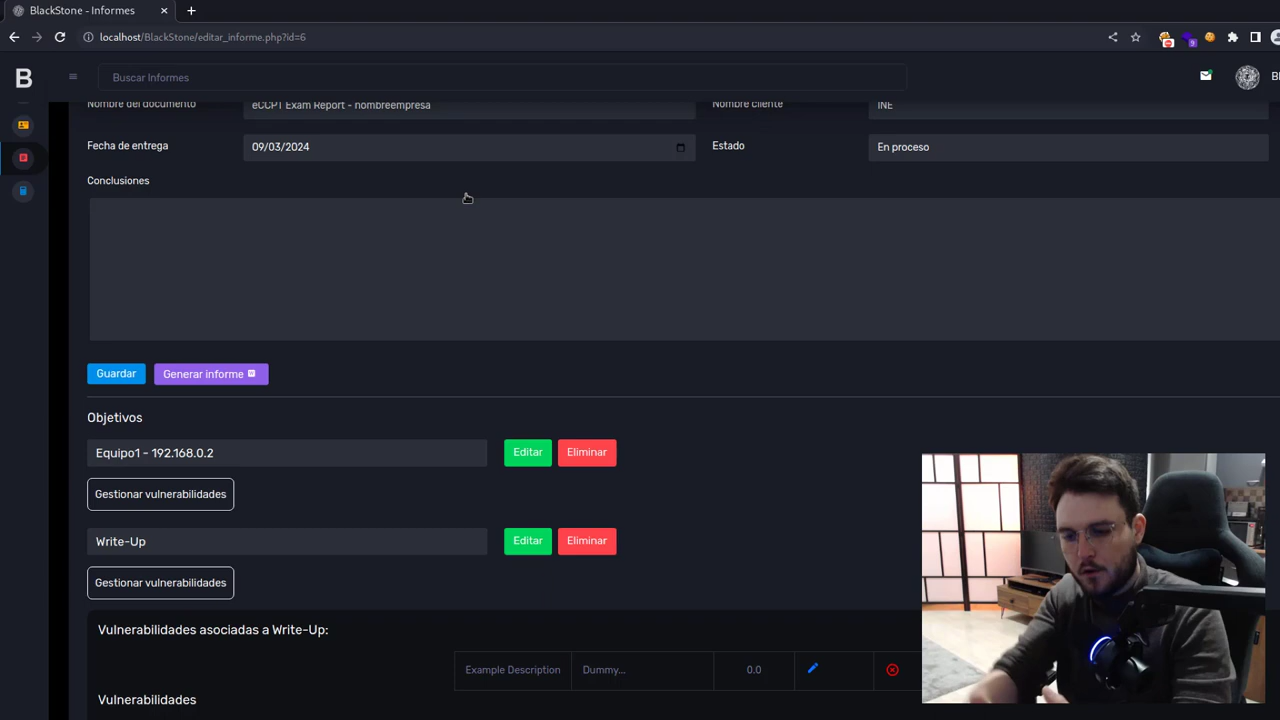 BlackStone - Informes
localhost/BlackStone/editar_informe.php?id=6
9
B
Buscar Informes
Nombre del documento
eCCPT Exam Report - nombreempresa
Nombre cliente
INE
Fecha de entrega
09/03/2024
Estado
En proceso
Conclusiones
Guardar
Generar informe
Objetivos
Equipo1 - 192.168.0.2
Editar
Eliminar
Gestionar vulnerabilidades
Write-Up
Editar
Eliminar
Gestionar vulnerabilidades
Vulnerabilidades asociadas a Write-Up:
Example Description
Dummy...
0.0
Vulnerabilidades